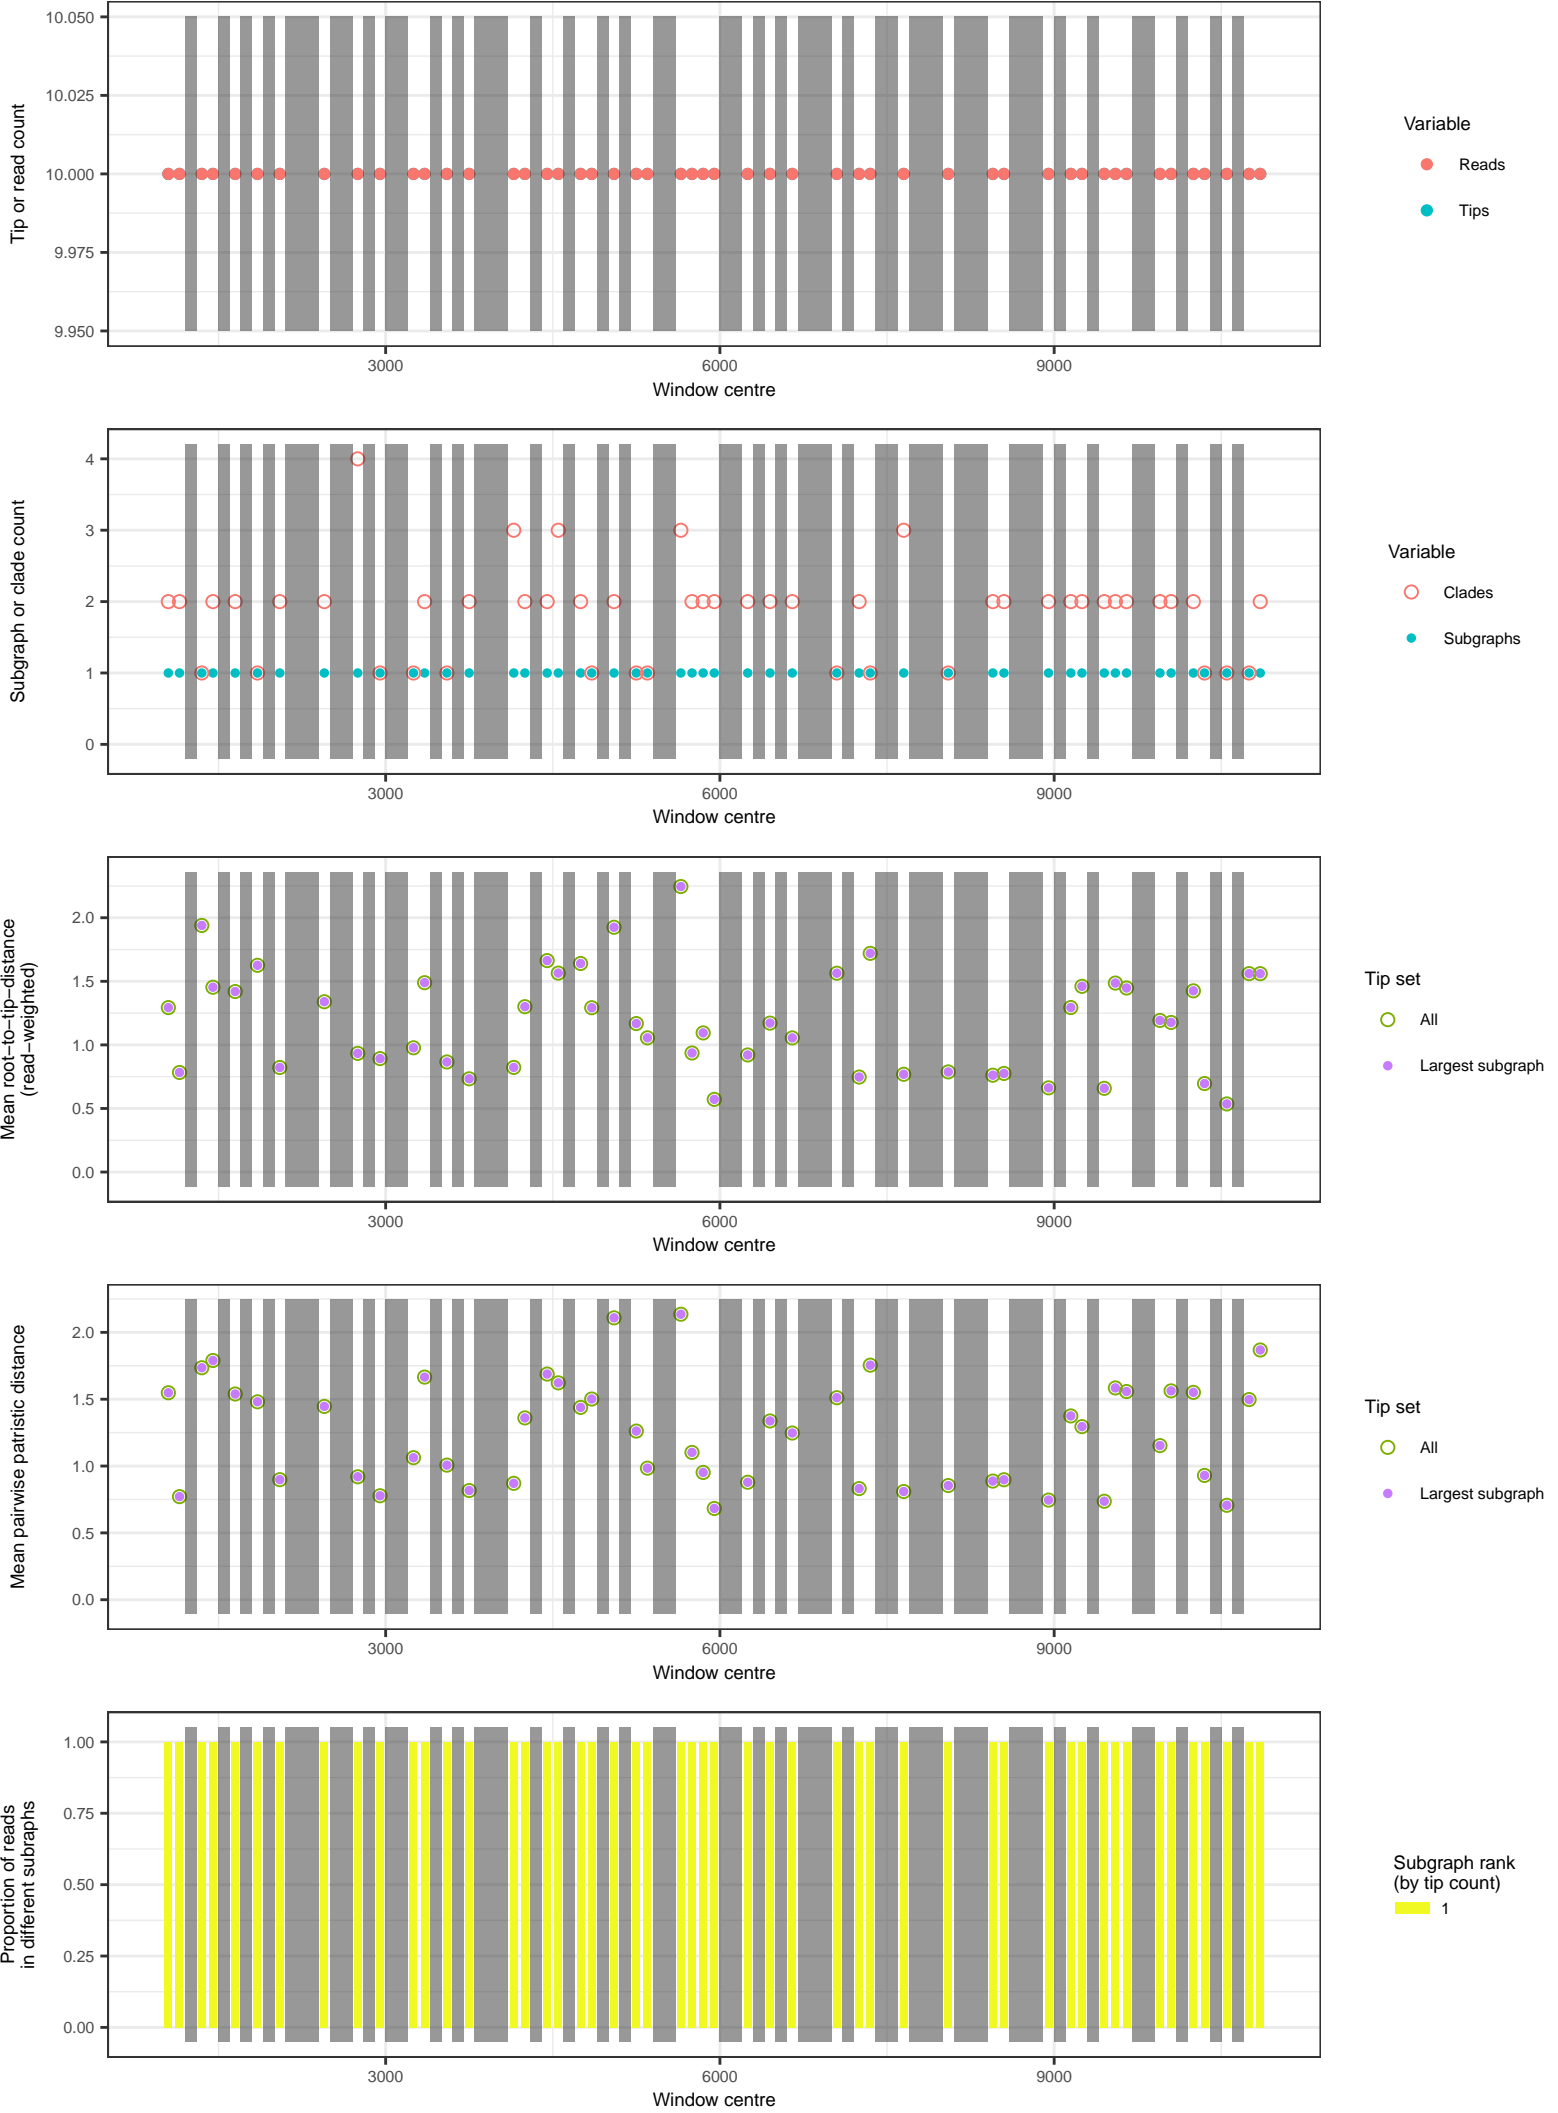 10.050
10.025
10.000
9.975
9.950
Tip or read count
3000
6000
9000
Window centre
Variable
Reads
Tips
4
3
2
1
0
Subgraph or clade count
3000
6000
9000
Window centre
Variable
Clades
Subgraphs
2.0
1.5
1.0
0.5
0.0
Mean root−to−tip−distance
(read−weighted)
3000
6000
9000
Window centre
Tip set
All
Largest subgraph
2.0
1.5
1.0
0.5
0.0
Mean pairwise patristic distance
3000
6000
9000
Window centre
Tip set
All
Largest subgraph
1.00
0.75
0.50
0.25
0.00
Proportion of reads
in different subraphs
3000
6000
9000
Window centre
Subgraph rank
(by tip count)
1